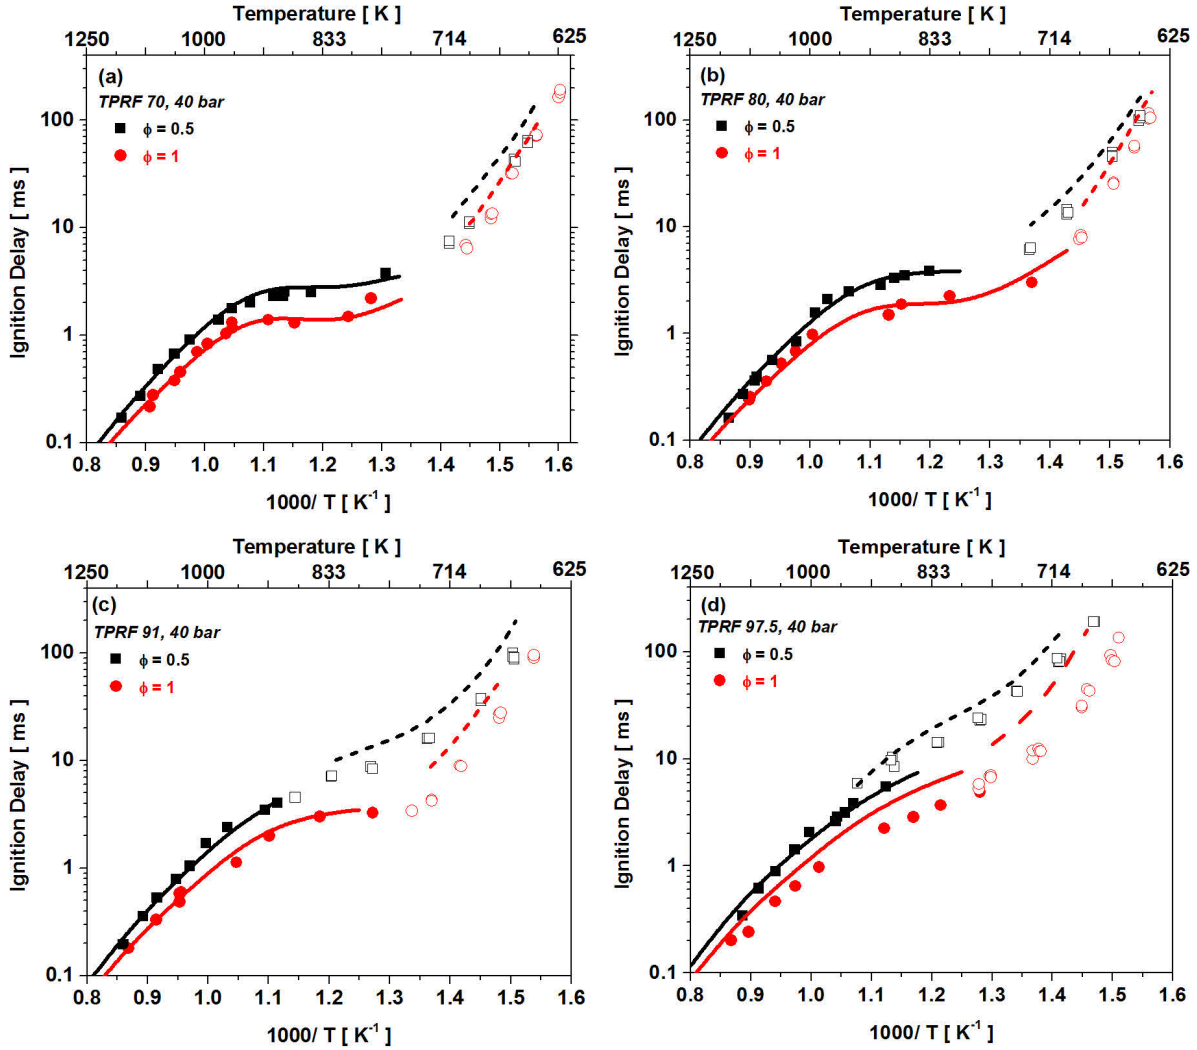 Temperature [ K ]
1250 1000 833 714 625
(a)
TPRF 70, 40 bar
ϕ = 0.5
ϕ = 1
Ignition Delay [ ms ]
100
10
1
0.1
0.8 0.9 1.0 1.1 1.2 1.3 1.4 1.5 1.6
1000/ T [ K⁻¹ ]
Temperature [ K ]
1250 1000 833 714 625
(b)
TPRF 80, 40 bar
ϕ = 0.5
ϕ = 1
Ignition Delay [ ms ]
100
10
1
0.1
0.8 0.9 1.0 1.1 1.2 1.3 1.4 1.5 1.6
1000/ T [ K⁻¹ ]
Temperature [ K ]
1250 1000 833 714 625
(c)
TPRF 91, 40 bar
ϕ = 0.5
ϕ = 1
Ignition Delay [ ms ]
100
10
1
0.1
0.8 0.9 1.0 1.1 1.2 1.3 1.4 1.5 1.6
1000/ T [ K⁻¹ ]
Temperature [ K ]
1250 1000 833 714 625
(d)
TPRF 97.5, 40 bar
ϕ = 0.5
ϕ = 1
Ignition Delay [ ms ]
100
10
1
0.1
0.8 0.9 1.0 1.1 1.2 1.3 1.4 1.5 1.6
1000/ T [ K⁻¹ ]